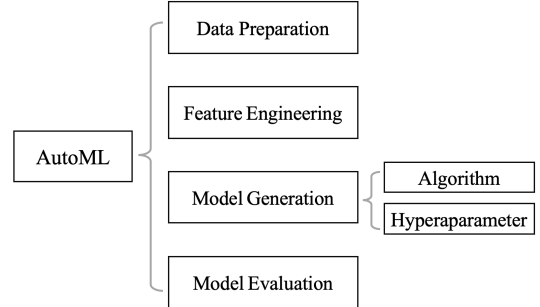 Data Preparation
Feature Engineering
AutoML
Model Generation
Algorithm
Hyperaparameter
Model Evaluation